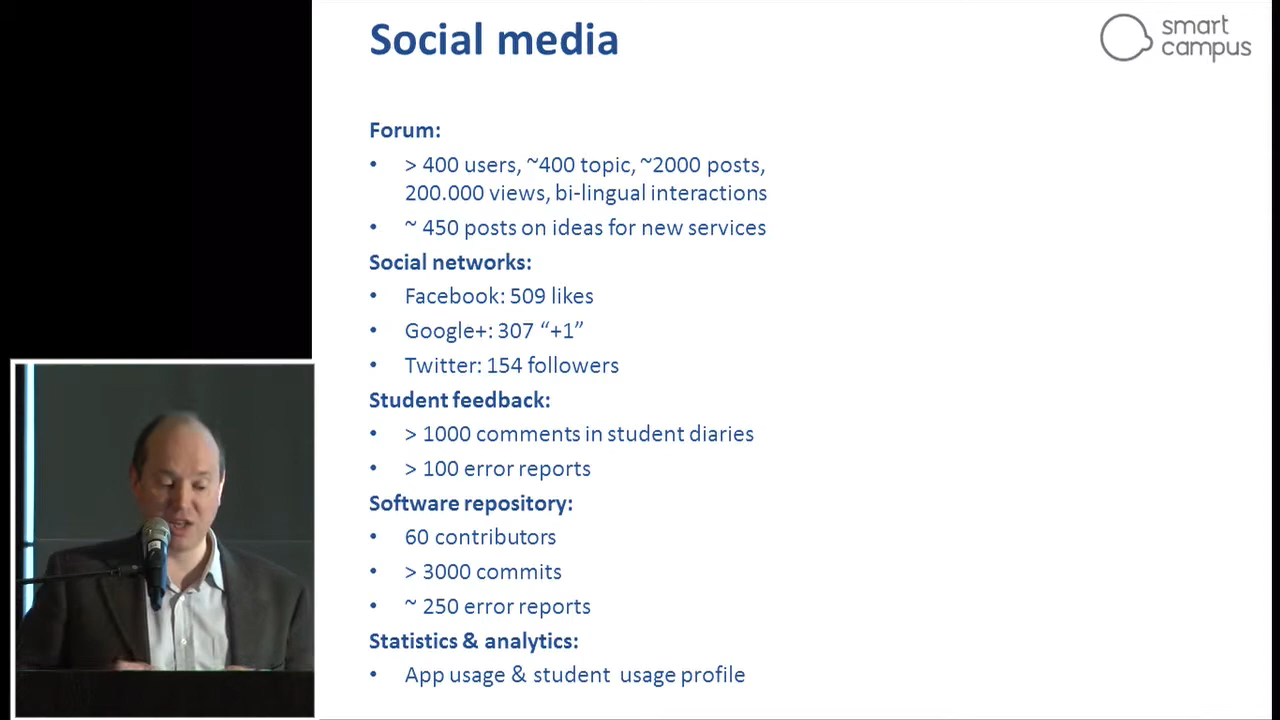 Social media
smart
campus
Forum:
• > 400 users, ~400 topic, ~2000 posts,
200.000 views, bi-lingual interactions
• ~ 450 posts on ideas for new services
Social networks:
• Facebook: 509 likes
• Google+: 307 “+1”
• Twitter: 154 followers
Student feedback:
• > 1000 comments in student diaries
• > 100 error reports
Software repository:
• 60 contributors
• > 3000 commits
• ~ 250 error reports
Statistics & analytics:
• App usage & student  usage profile